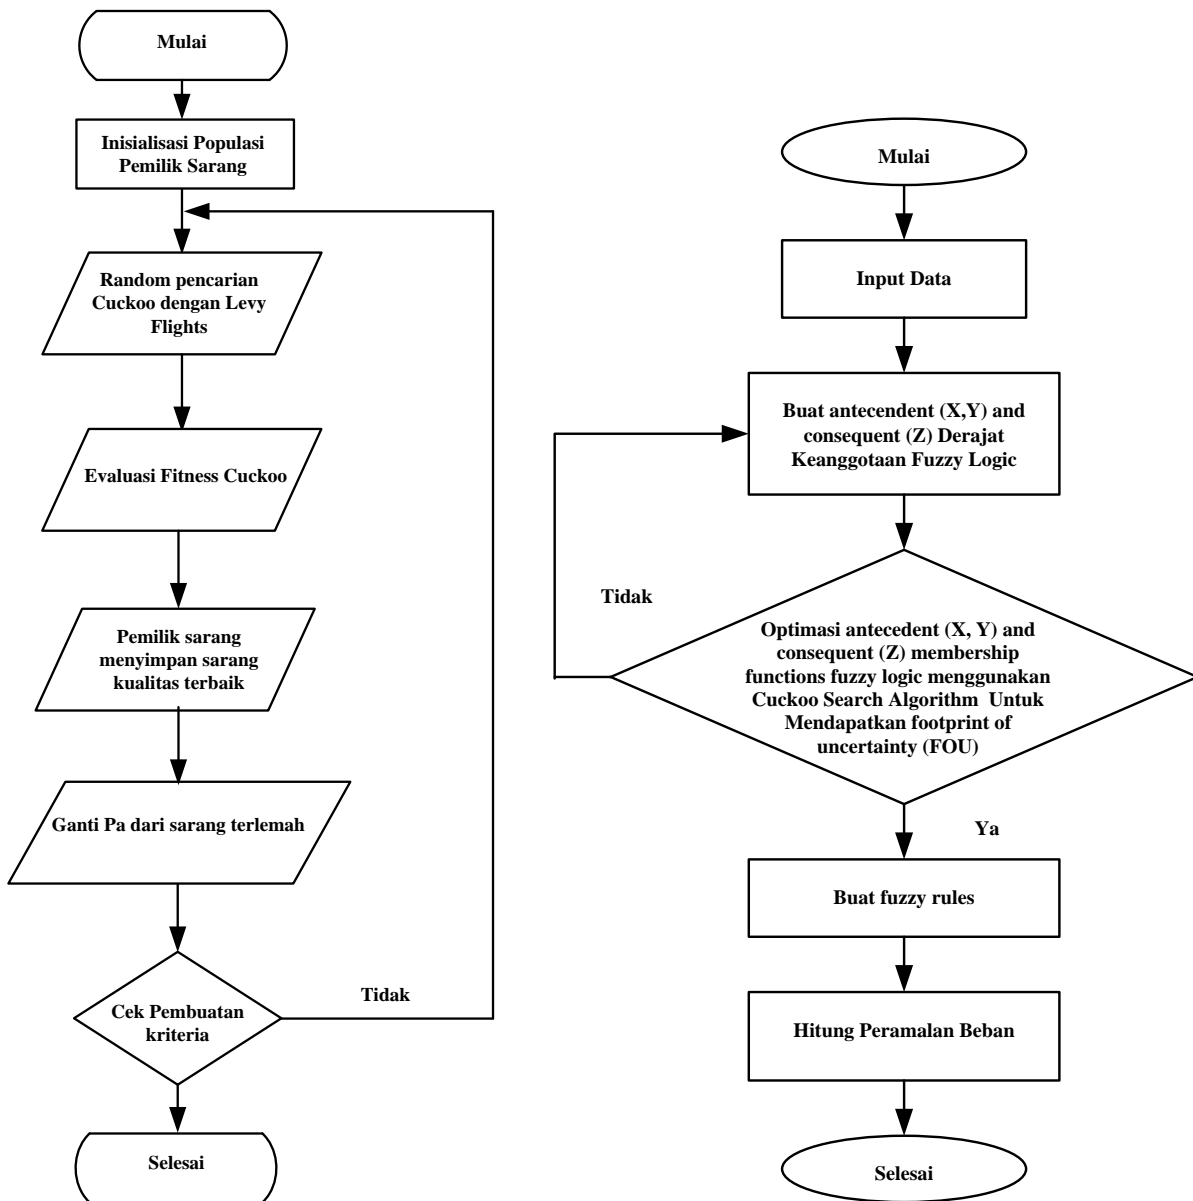 Mulai
Inisialisasi Populasi
Pemilik Sarang
Random pencarian
Cuckoo dengan Levy
Flights
Evaluasi Fitness Cuckoo
Pemilik sarang
menyimpan sarang
kualitas terbaik
Ganti Pa dari sarang terlemah
Cek Pembuatan
kriteria
Tidak
Selesai
Mulai
Input Data
Buat antecendent (X,Y) and
consequent (Z) Derajat
Keanggotaan Fuzzy Logic
Tidak
Optimasi antecedent (X, Y) and
consequent (Z) membership
functions fuzzy logic menggunakan
Cuckoo Search Algorithm Untuk
Mendapatkan footprint of
uncertainty (FOU)
Ya
Buat fuzzy rules
Hitung Peramalan Beban
Selesai